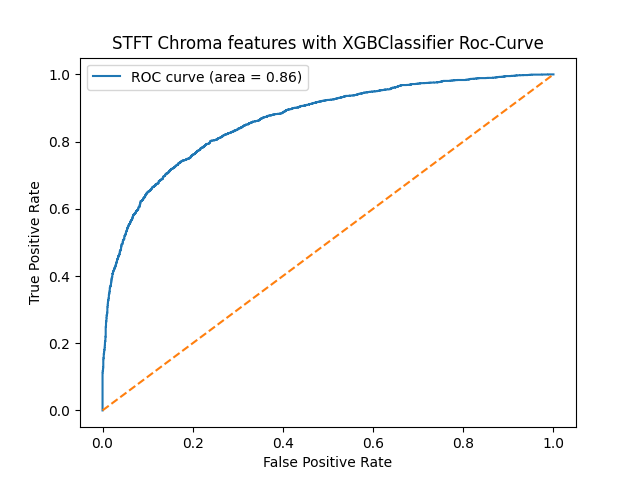 STFT Chroma features with XGBClassifier Roc-Curve
ROC curve (area = 0.86)
1.0
0.8
0.6
0.4
0.2
0.0
True Positive Rate
0.0 0.2 0.4 0.6 0.8 1.0
False Positive Rate